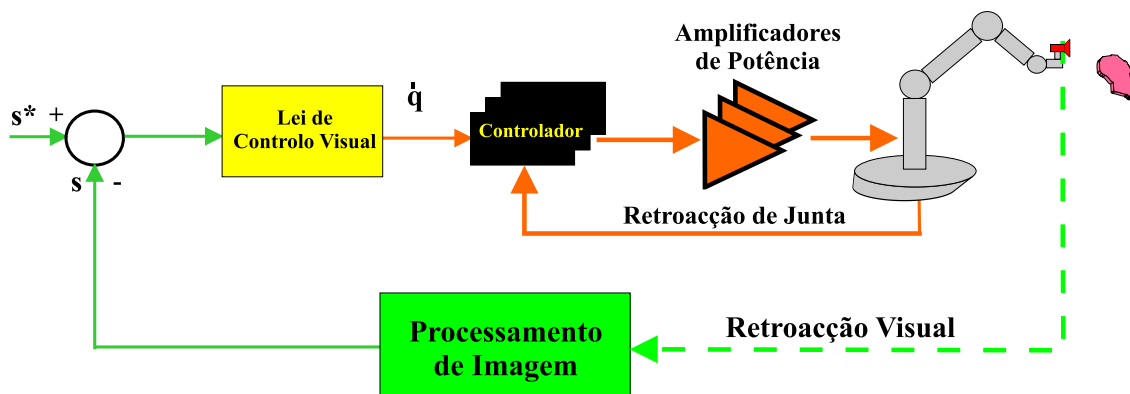 Amplificadores
de Potência
s* +
Lei de
Controlo Visual
q̇
Controlador
s -
Retroacção de Junta
Processamento
de Imagem
Retroacção Visual